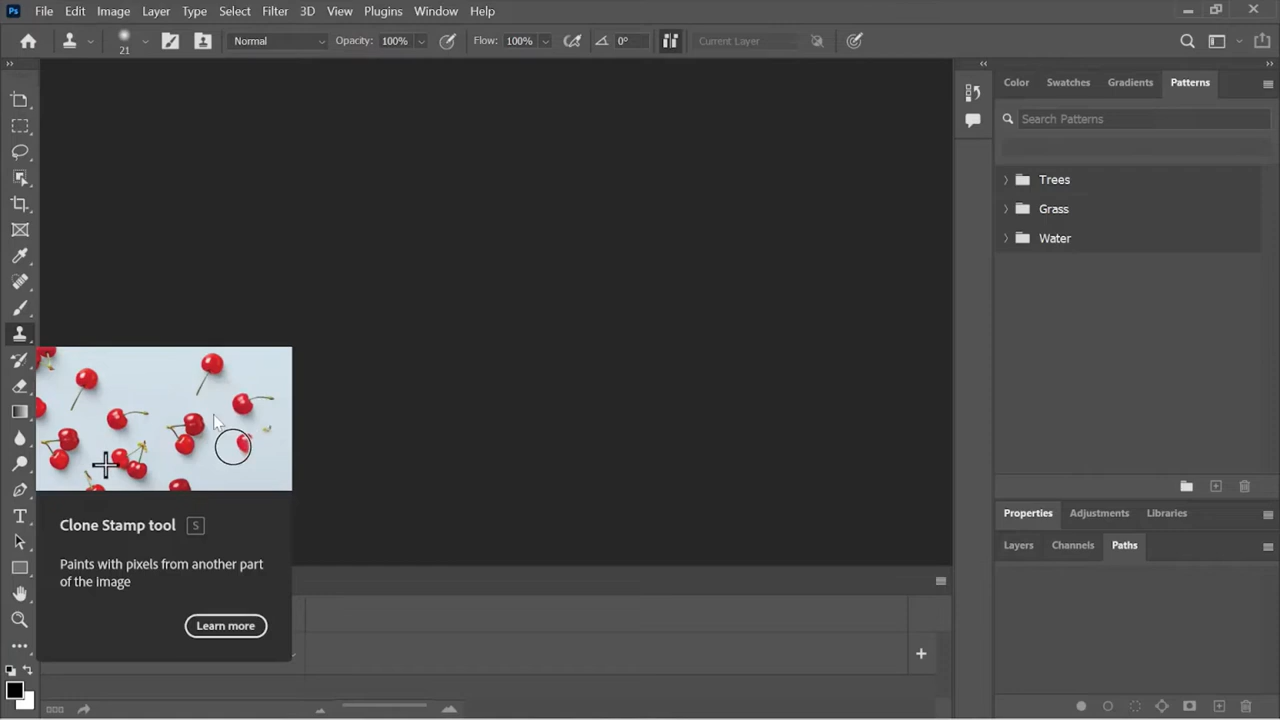 Ps File Edit Image Layer Type Select Filter 3D View Plugins Window Help
21 Normal Opacity: 100% Flow: 100% 0° Current Layer
Color Swatches Gradients Patterns
Search Patterns
Trees
Grass
Water
Clone Stamp tool S
Paints with pixels from another part
of the image
Learn more
Properties Adjustments Libraries
Layers Channels Paths